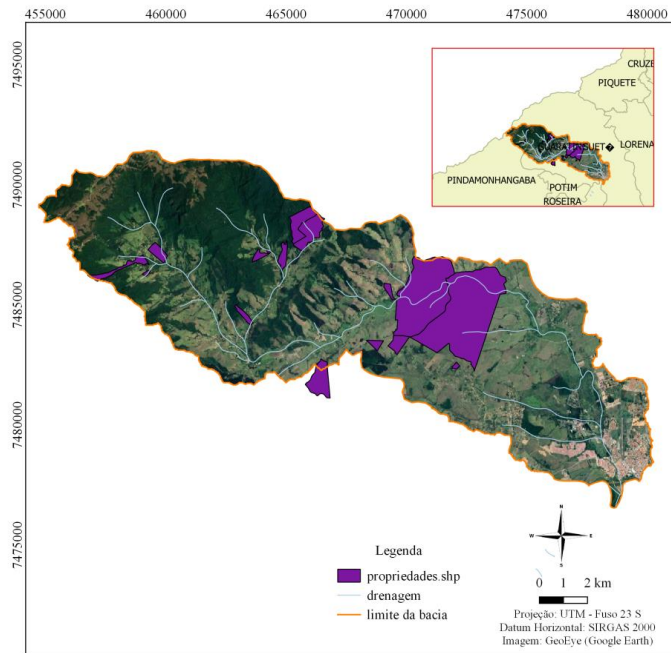 455000 460000 465000 470000 475000 480000
7495000
7490000
7485000
7480000
7475000
CRUZE
PIQUETE
LORENA
PINDAMONHANGABA
POTIM
ROSEIRA
Legenda
propriedades.shp
drenagem
limite da bacia
N
W E
S
0 1 2 km
Projeção: UTM - Fuso 23 S
Datum Horizontal: SIRGAS 2000
Imagem: GeoEye (Google Earth)